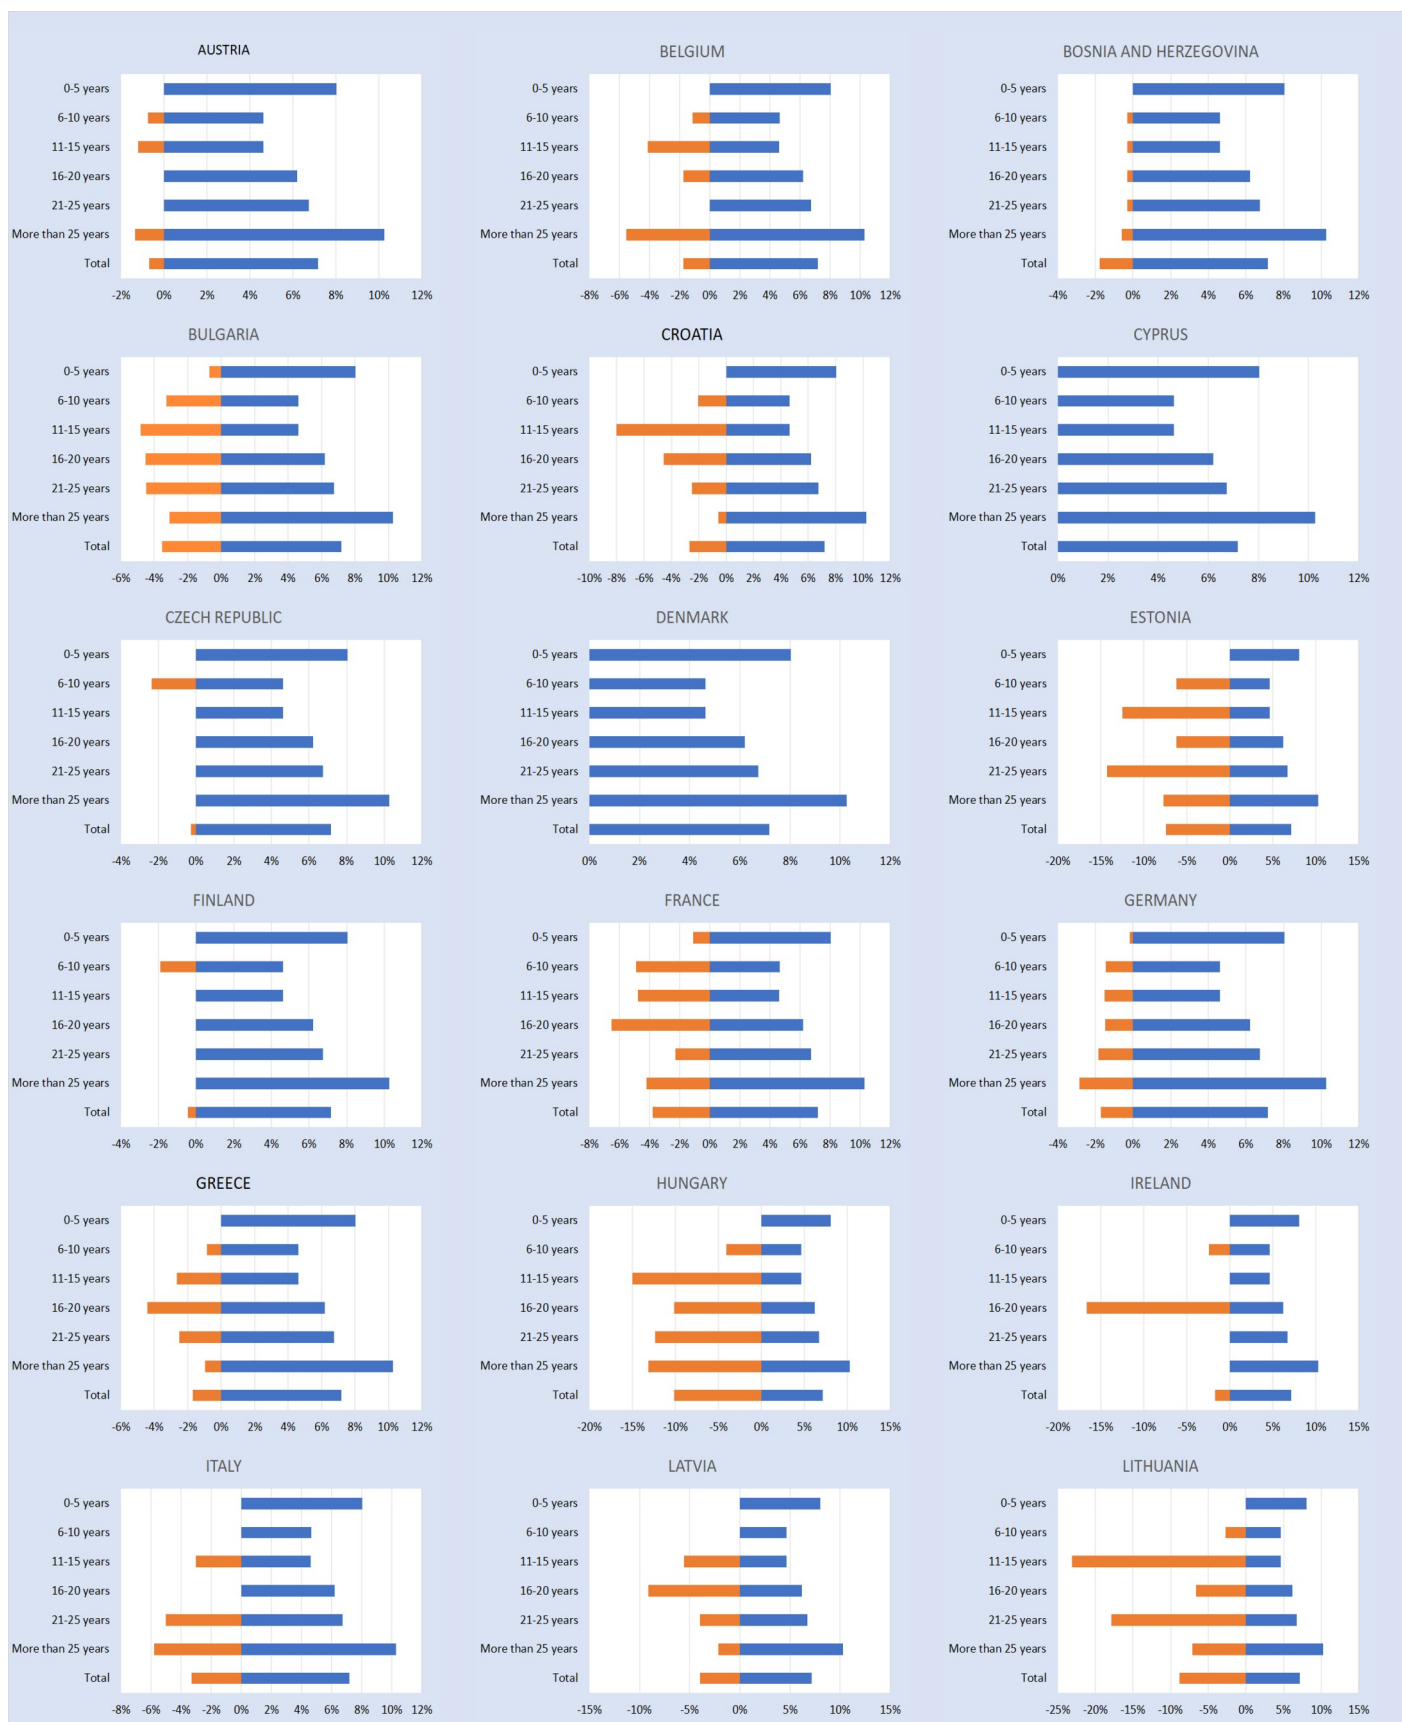 AUSTRIA
0-5 years
6-10 years
11-15 years
16-20 years
21-25 years
More than 25 years
Total
-2% 0% 2% 4% 6% 8% 10% 12%
BELGIUM
0-5 years
6-10 years
11-15 years
16-20 years
21-25 years
More than 25 years
Total
-8% -6% -4% -2% 0% 2% 4% 6% 8% 10% 12%
BOSNIA AND HERZEGOVINA
0-5 years
6-10 years
11-15 years
16-20 years
21-25 years
More than 25 years
Total
-4% -2% 0% 2% 4% 6% 8% 10% 12%
BULGARIA
0-5 years
6-10 years
11-15 years
16-20 years
21-25 years
More than 25 years
Total
-6% -4% -2% 0% 2% 4% 6% 8% 10% 12%
CROATIA
0-5 years
6-10 years
11-15 years
16-20 years
21-25 years
More than 25 years
Total
-10% -8% -6% -4% -2% 0% 2% 4% 6% 8% 10% 12%
CYPRUS
0-5 years
6-10 years
11-15 years
16-20 years
21-25 years
More than 25 years
Total
0% 2% 4% 6% 8% 10% 12%
CZECH REPUBLIC
0-5 years
6-10 years
11-15 years
16-20 years
21-25 years
More than 25 years
Total
-4% -2% 0% 2% 4% 6% 8% 10% 12%
DENMARK
0-5 years
6-10 years
11-15 years
16-20 years
21-25 years
More than 25 years
Total
0% 2% 4% 6% 8% 10% 12%
ESTONIA
0-5 years
6-10 years
11-15 years
16-20 years
21-25 years
More than 25 years
Total
-20% -15% -10% -5% 0% 5% 10% 15%
FINLAND
0-5 years
6-10 years
11-15 years
16-20 years
21-25 years
More than 25 years
Total
-4% -2% 0% 2% 4% 6% 8% 10% 12%
FRANCE
0-5 years
6-10 years
11-15 years
16-20 years
21-25 years
More than 25 years
Total
-8% -6% -4% -2% 0% 2% 4% 6% 8% 10% 12%
GERMANY
0-5 years
6-10 years
11-15 years
16-20 years
21-25 years
More than 25 years
Total
-4% -2% 0% 2% 4% 6% 8% 10% 12%
GREECE
0-5 years
6-10 years
11-15 years
16-20 years
21-25 years
More than 25 years
Total
-6% -4% -2% 0% 2% 4% 6% 8% 10% 12%
HUNGARY
0-5 years
6-10 years
11-15 years
16-20 years
21-25 years
More than 25 years
Total
-20% -15% -10% -5% 0% 5% 10% 15%
IRELAND
0-5 years
6-10 years
11-15 years
16-20 years
21-25 years
More than 25 years
Total
-20% -15% -10% -5% 0% 5% 10% 15%
ITALY
0-5 years
6-10 years
11-15 years
16-20 years
21-25 years
More than 25 years
Total
-8% -6% -4% -2% 0% 2% 4% 6% 8% 10% 12%
LATVIA
0-5 years
6-10 years
11-15 years
16-20 years
21-25 years
More than 25 years
Total
-15% -10% -5% 0% 5% 10% 15%
LITHUANIA
0-5 years
6-10 years
11-15 years
16-20 years
21-25 years
More than 25 years
Total
-25% -20% -15% -10% -5% 0% 5% 10% 15%